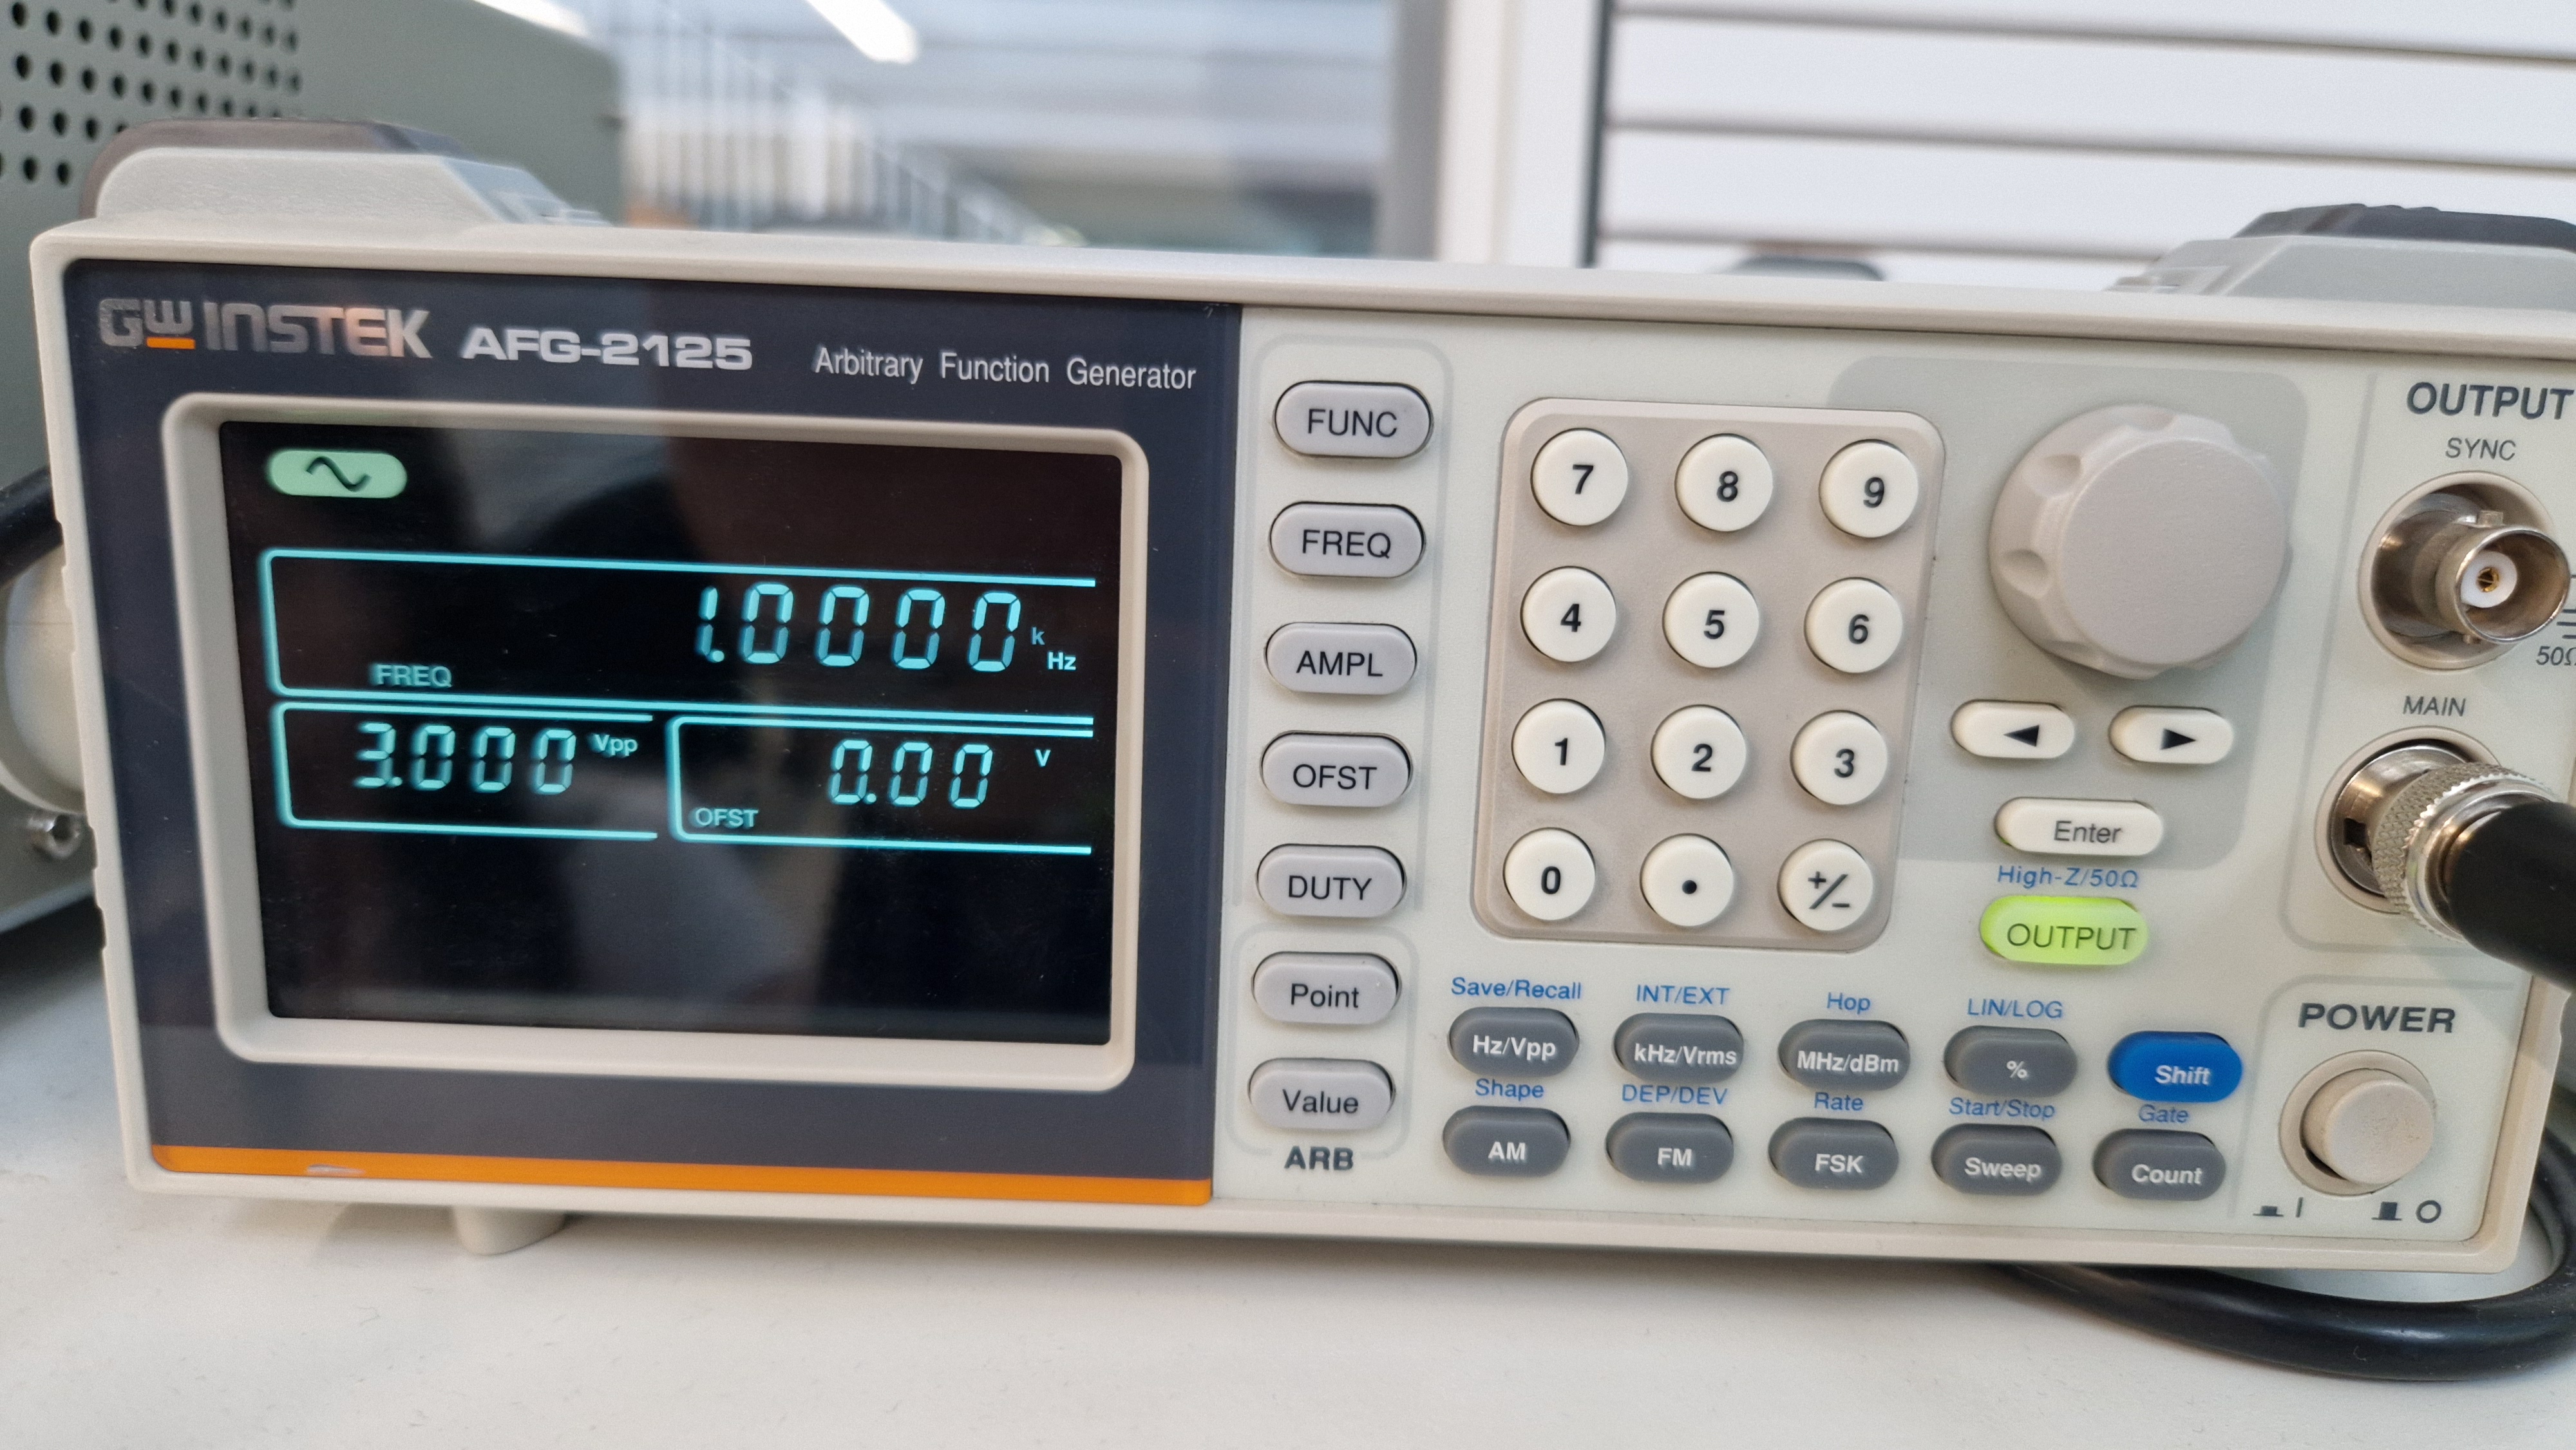 GW INSTEK AFG-2125 Arbitrary Function Generator
1.0000 k Hz
FREQ
3.000 Vpp
0.00 V
OFST
FUNC
FREQ
AMPL
OFST
DUTY
Point
Value
ARB
7 8 9
4 5 6
1 2 3
0 • +/-
Enter
High-Z/50Ω
OUTPUT
Save/Recall INT/EXT Hop LIN/LOG
Hz/Vpp kHz/Vrms MHz/dBm % Shift
Shape DEP/DEV Rate Start/Stop Gate
AM FM FSK Sweep Count
OUTPUT
SYNC
50Ω
MAIN
POWER